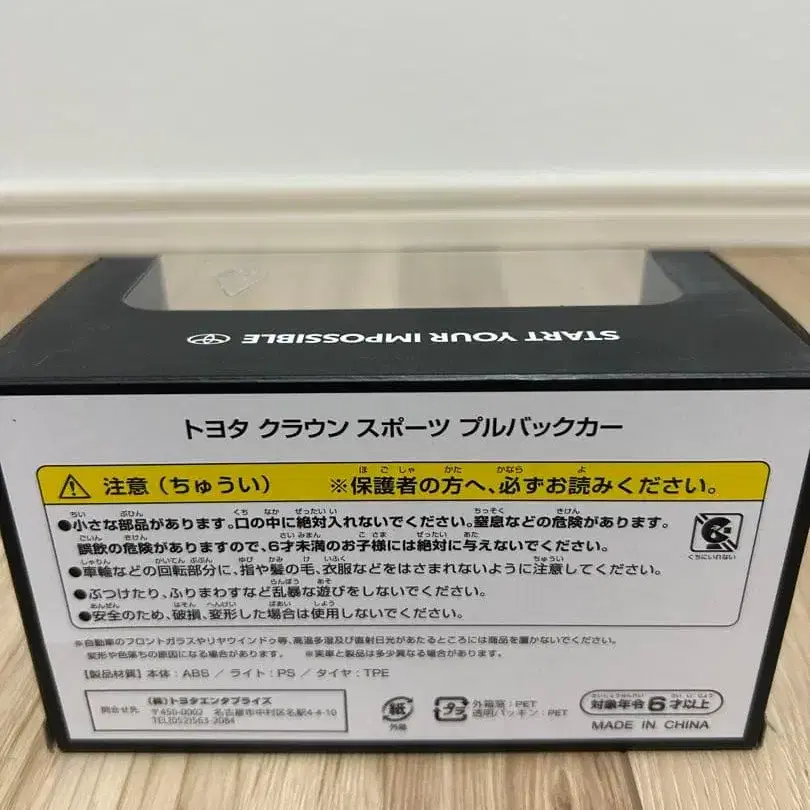 START YOUR IMPOSSIBLE
トヨタ クラウン スポーツ プルバックカー
注意（ちゅうい） ※保護者の方へ、必ずお読みください。
●小さな部品があります。口の中に絶対入れないでください。窒息などの危険があります。
誤飲の危険がありますので、6才未満のお子様には絶対に与えないでください。
●車輪などの回転部分に、指や髪の毛、衣服などをはさまれないように注意してください。
●ぶつけたり、ふりまわすなど乱暴な遊びをしないでください。
●安全のため、破損、変形した場合は使用しないでください。
くちにいれない
※自動車のフロントガラスやリヤウインドゥ等、高温多湿及び直射日光があたるところには商品を置かないでください。
変形や色落ちの原因になる場合があります。 ※実車と製品は多少異なる場合があります。
【製品材質】本体：ABS / ライト：PS / タイヤ：TPE
問合せ先
（株）トヨタエンタプライズ
〒450-0002 名古屋市中村区名駅4-4-10
TEL(052)563-2084
紙
外箱
プラ
外箱窓：PET
透明パッキン：PET
対象年令6才以上
MADE IN CHINA